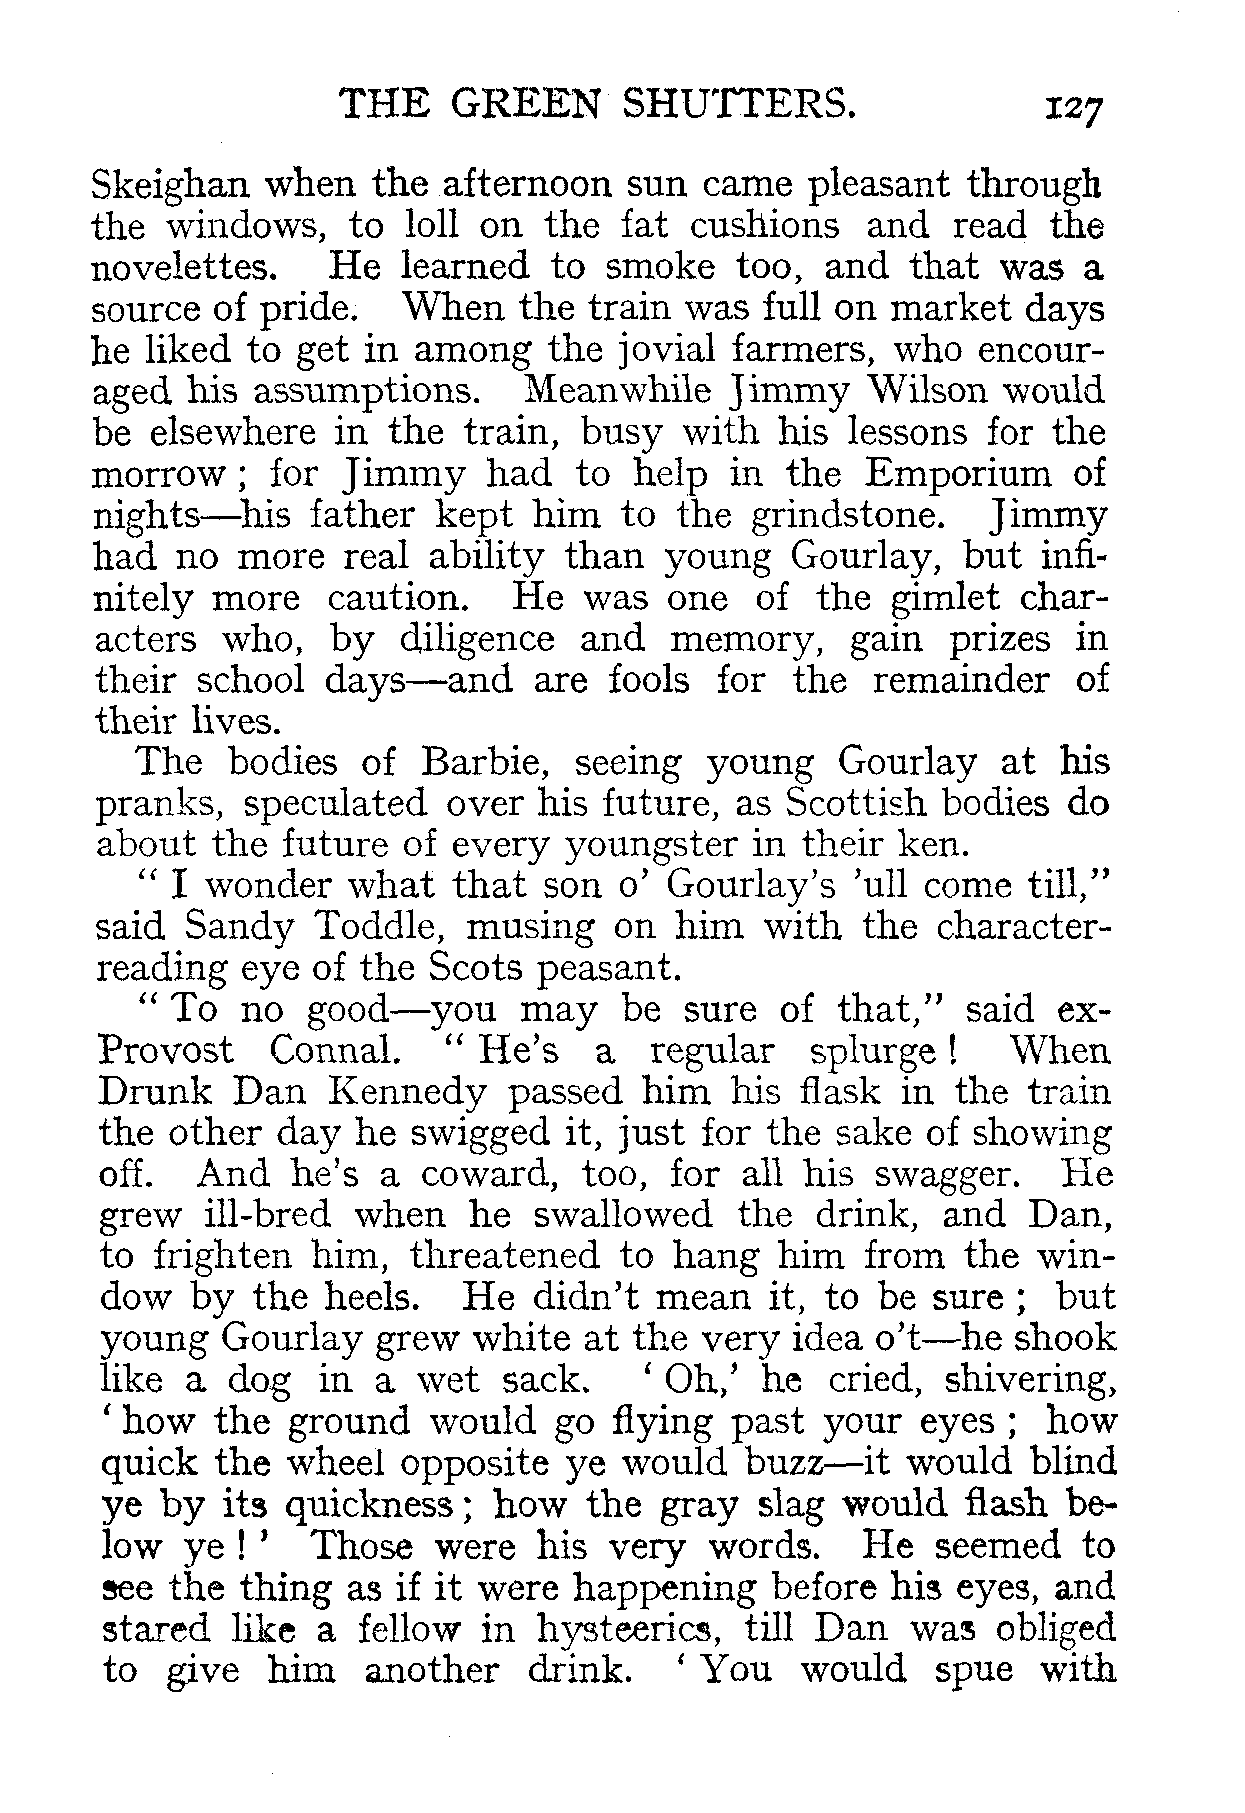 THE GREEN SHUTTERS. 127
Skeighan when the afternoon sun came pleasant through
the windows, to loll on the fat cushions and read the
novelettes. He learned to smoke too, and that was a
source of pride. When the train was full on market days
he liked to get in among the jovial farmers, who encour-
aged his assumptions. Meanwhile Jimmy Wilson would
be elsewhere in the train, busy with his lessons for the
morrow ; for Jimmy had to help in the Emporium of
nights—his father kept him to the grindstone. Jimmy
had no more real ability than young Gourlay, but infi-
nitely more caution. He was one of the gimlet char-
acters who, by diligence and memory, gain prizes in
their school days—and are fools for the remainder of
their lives.
The bodies of Barbie, seeing young Gourlay at his
pranks, speculated over his future, as Scottish bodies do
about the future of every youngster in their ken.
“ I wonder what that son o’ Gourlay’s ’ull come till,”
said Sandy Toddle, musing on him with the character-
reading eye of the Scots peasant.
“ To no good—you may be sure of that,” said ex-
Provost Connal. “ He’s a regular splurge ! When
Drunk Dan Kennedy passed him his flask in the train
the other day he swigged it, just for the sake of showing
off. And he’s a coward, too, for all his swagger. He
grew ill-bred when he swallowed the drink, and Dan,
to frighten him, threatened to hang him from the win-
dow by the heels. He didn’t mean it, to be sure ; but
young Gourlay grew white at the very idea o’t—he shook
like a dog in a wet sack. ‘ Oh,’ he cried, shivering,
‘ how the ground would go flying past your eyes ; how
quick the wheel opposite ye would buzz—it would blind
ye by its quickness ; how the gray slag would flash be-
low ye ! ’ Those were his very words. He seemed to
see the thing as if it were happening before his eyes, and
stared like a fellow in hysteerics, till Dan was obliged
to give him another drink. ‘ You would spue with